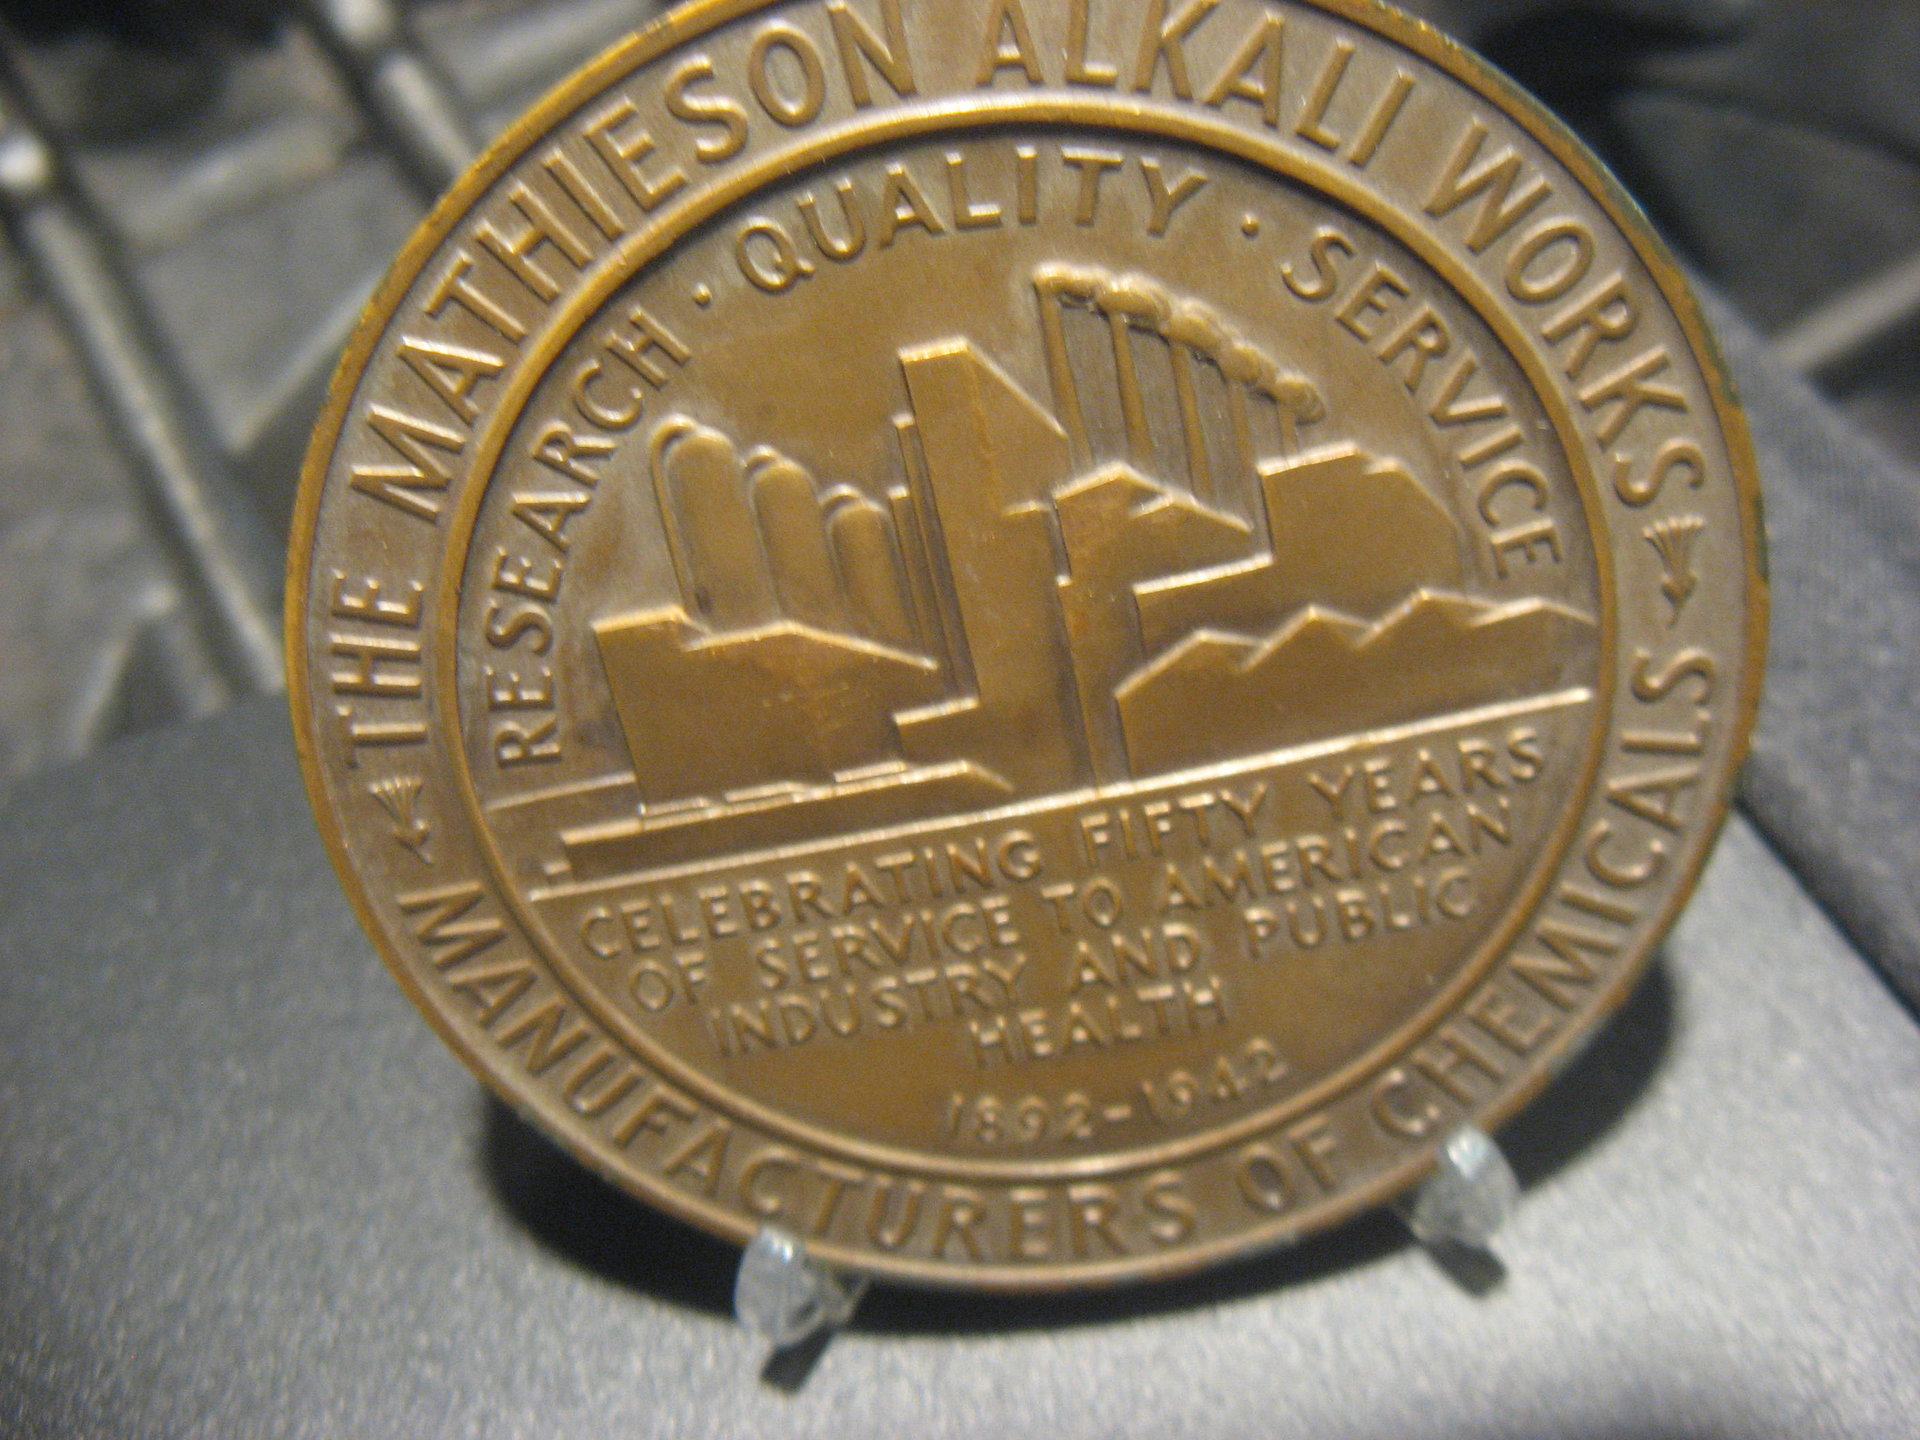 THE MATHIESON ALKALI WORKS
RESEARCH · QUALITY · SERVICE
CELEBRATING FIFTY YEARS
OF SERVICE TO AMERICAN
INDUSTRY AND PUBLIC
HEALTH
1892-1942
MANUFACTURERS OF CHEMICALS